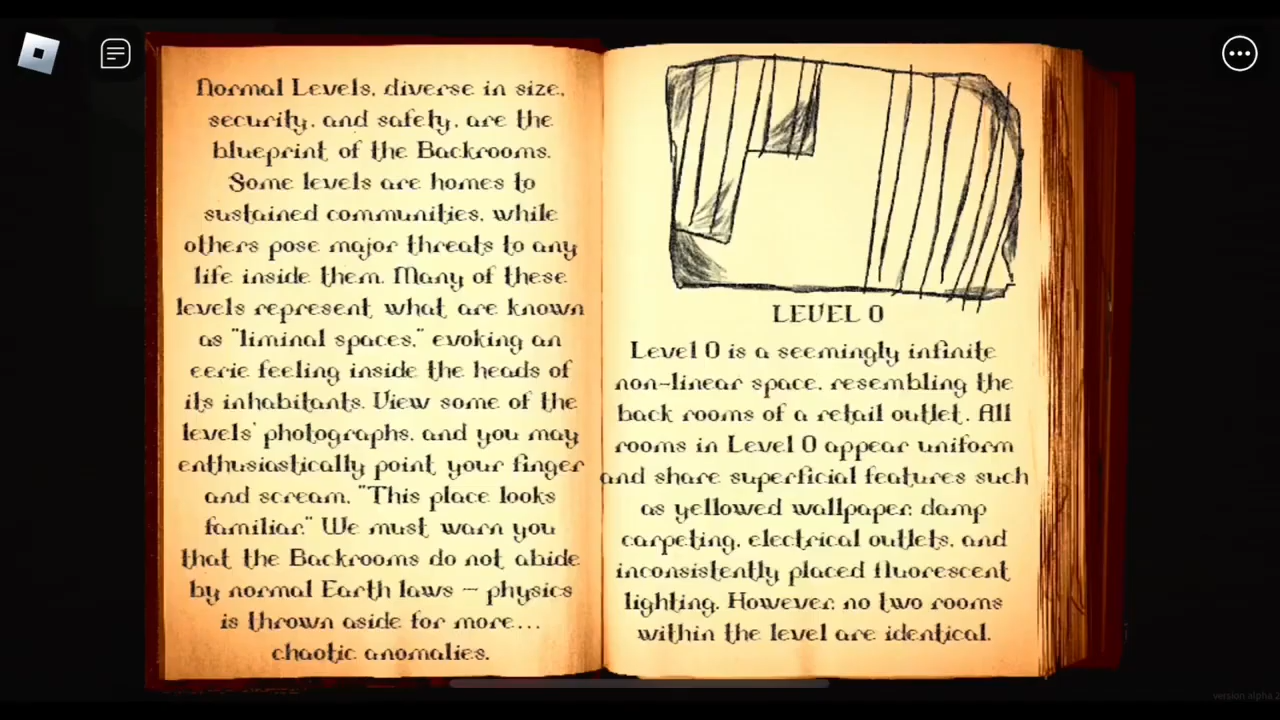 Normal Levels, diverse in size,
security, and safety, are the
blueprint of the Backrooms.
Some levels are homes to
sustained communities, while
others pose major threats to any
life inside them. Many of these
levels represent what are known
as "liminal spaces," evoking an
eerie feeling inside the heads of
its inhabitants. View some of the
levels' photographs, and you may
enthusiastically point your finger
and scream, "This place looks
familiar." We must warn you
that the Backrooms do not abide
by normal Earth laws – physics
is thrown aside for more...
chaotic anomalies.
LEVEL 0
Level 0 is a seemingly infinite
non-linear space, resembling the
back rooms of a retail outlet. All
rooms in Level 0 appear uniform
and share superficial features such
as yellowed wallpaper, damp
carpeting, electrical outlets, and
inconsistently placed fluorescent
lighting. However, no two rooms
within the level are identical.
version alpha 2